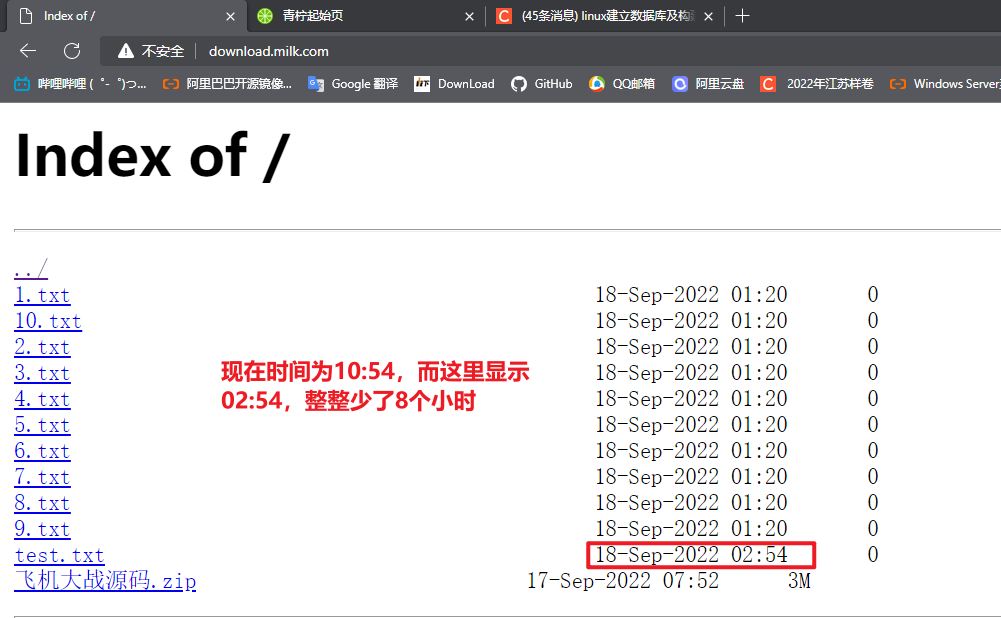 Index of /
青柠起始页
(45条消息) linux建立数据库及构
不安全
download.milk.com
哔哩哔哩 ( ゜- ゜)つ...
阿里巴巴开源镜像...
Google 翻译
DownLoad
GitHub
QQ邮箱
阿里云盘
2022年江苏样卷
Windows Server
Index of /
../
1.txt 18-Sep-2022 01:20 0
10.txt 18-Sep-2022 01:20 0
2.txt 18-Sep-2022 01:20 0
3.txt 18-Sep-2022 01:20 0
现在时间为10:54，而这里显示
02:54，整整少了8个小时
4.txt 18-Sep-2022 01:20 0
5.txt 18-Sep-2022 01:20 0
6.txt 18-Sep-2022 01:20 0
7.txt 18-Sep-2022 01:20 0
8.txt 18-Sep-2022 01:20 0
9.txt 18-Sep-2022 01:20 0
test.txt 18-Sep-2022 02:54 0
飞机大战源码.zip 17-Sep-2022 07:52 3M